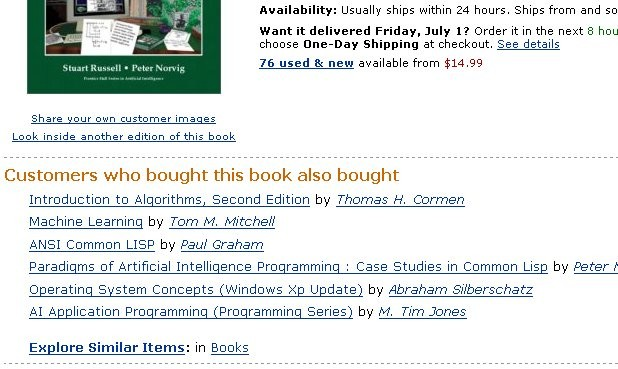 Stuart Russell • Peter Norvig
Prentice Hall Series in Artificial Intelligence
Availability: Usually ships within 24 hours. Ships from and so
Want it delivered Friday, July 1? Order it in the next 8 hou
choose One-Day Shipping at checkout. See details
76 used & new available from $14.99
Share your own customer images
Look inside another edition of this book
Customers who bought this book also bought
Introduction to Algorithms, Second Edition by Thomas H. Cormen
Machine Learning by Tom M. Mitchell
ANSI Common LISP by Paul Graham
Paradigms of Artificial Intelligence Programming : Case Studies in Common Lisp by Peter N
Operating System Concepts (Windows Xp Update) by Abraham Silberschatz
AI Application Programming (Programming Series) by M. Tim Jones
Explore Similar Items: in Books